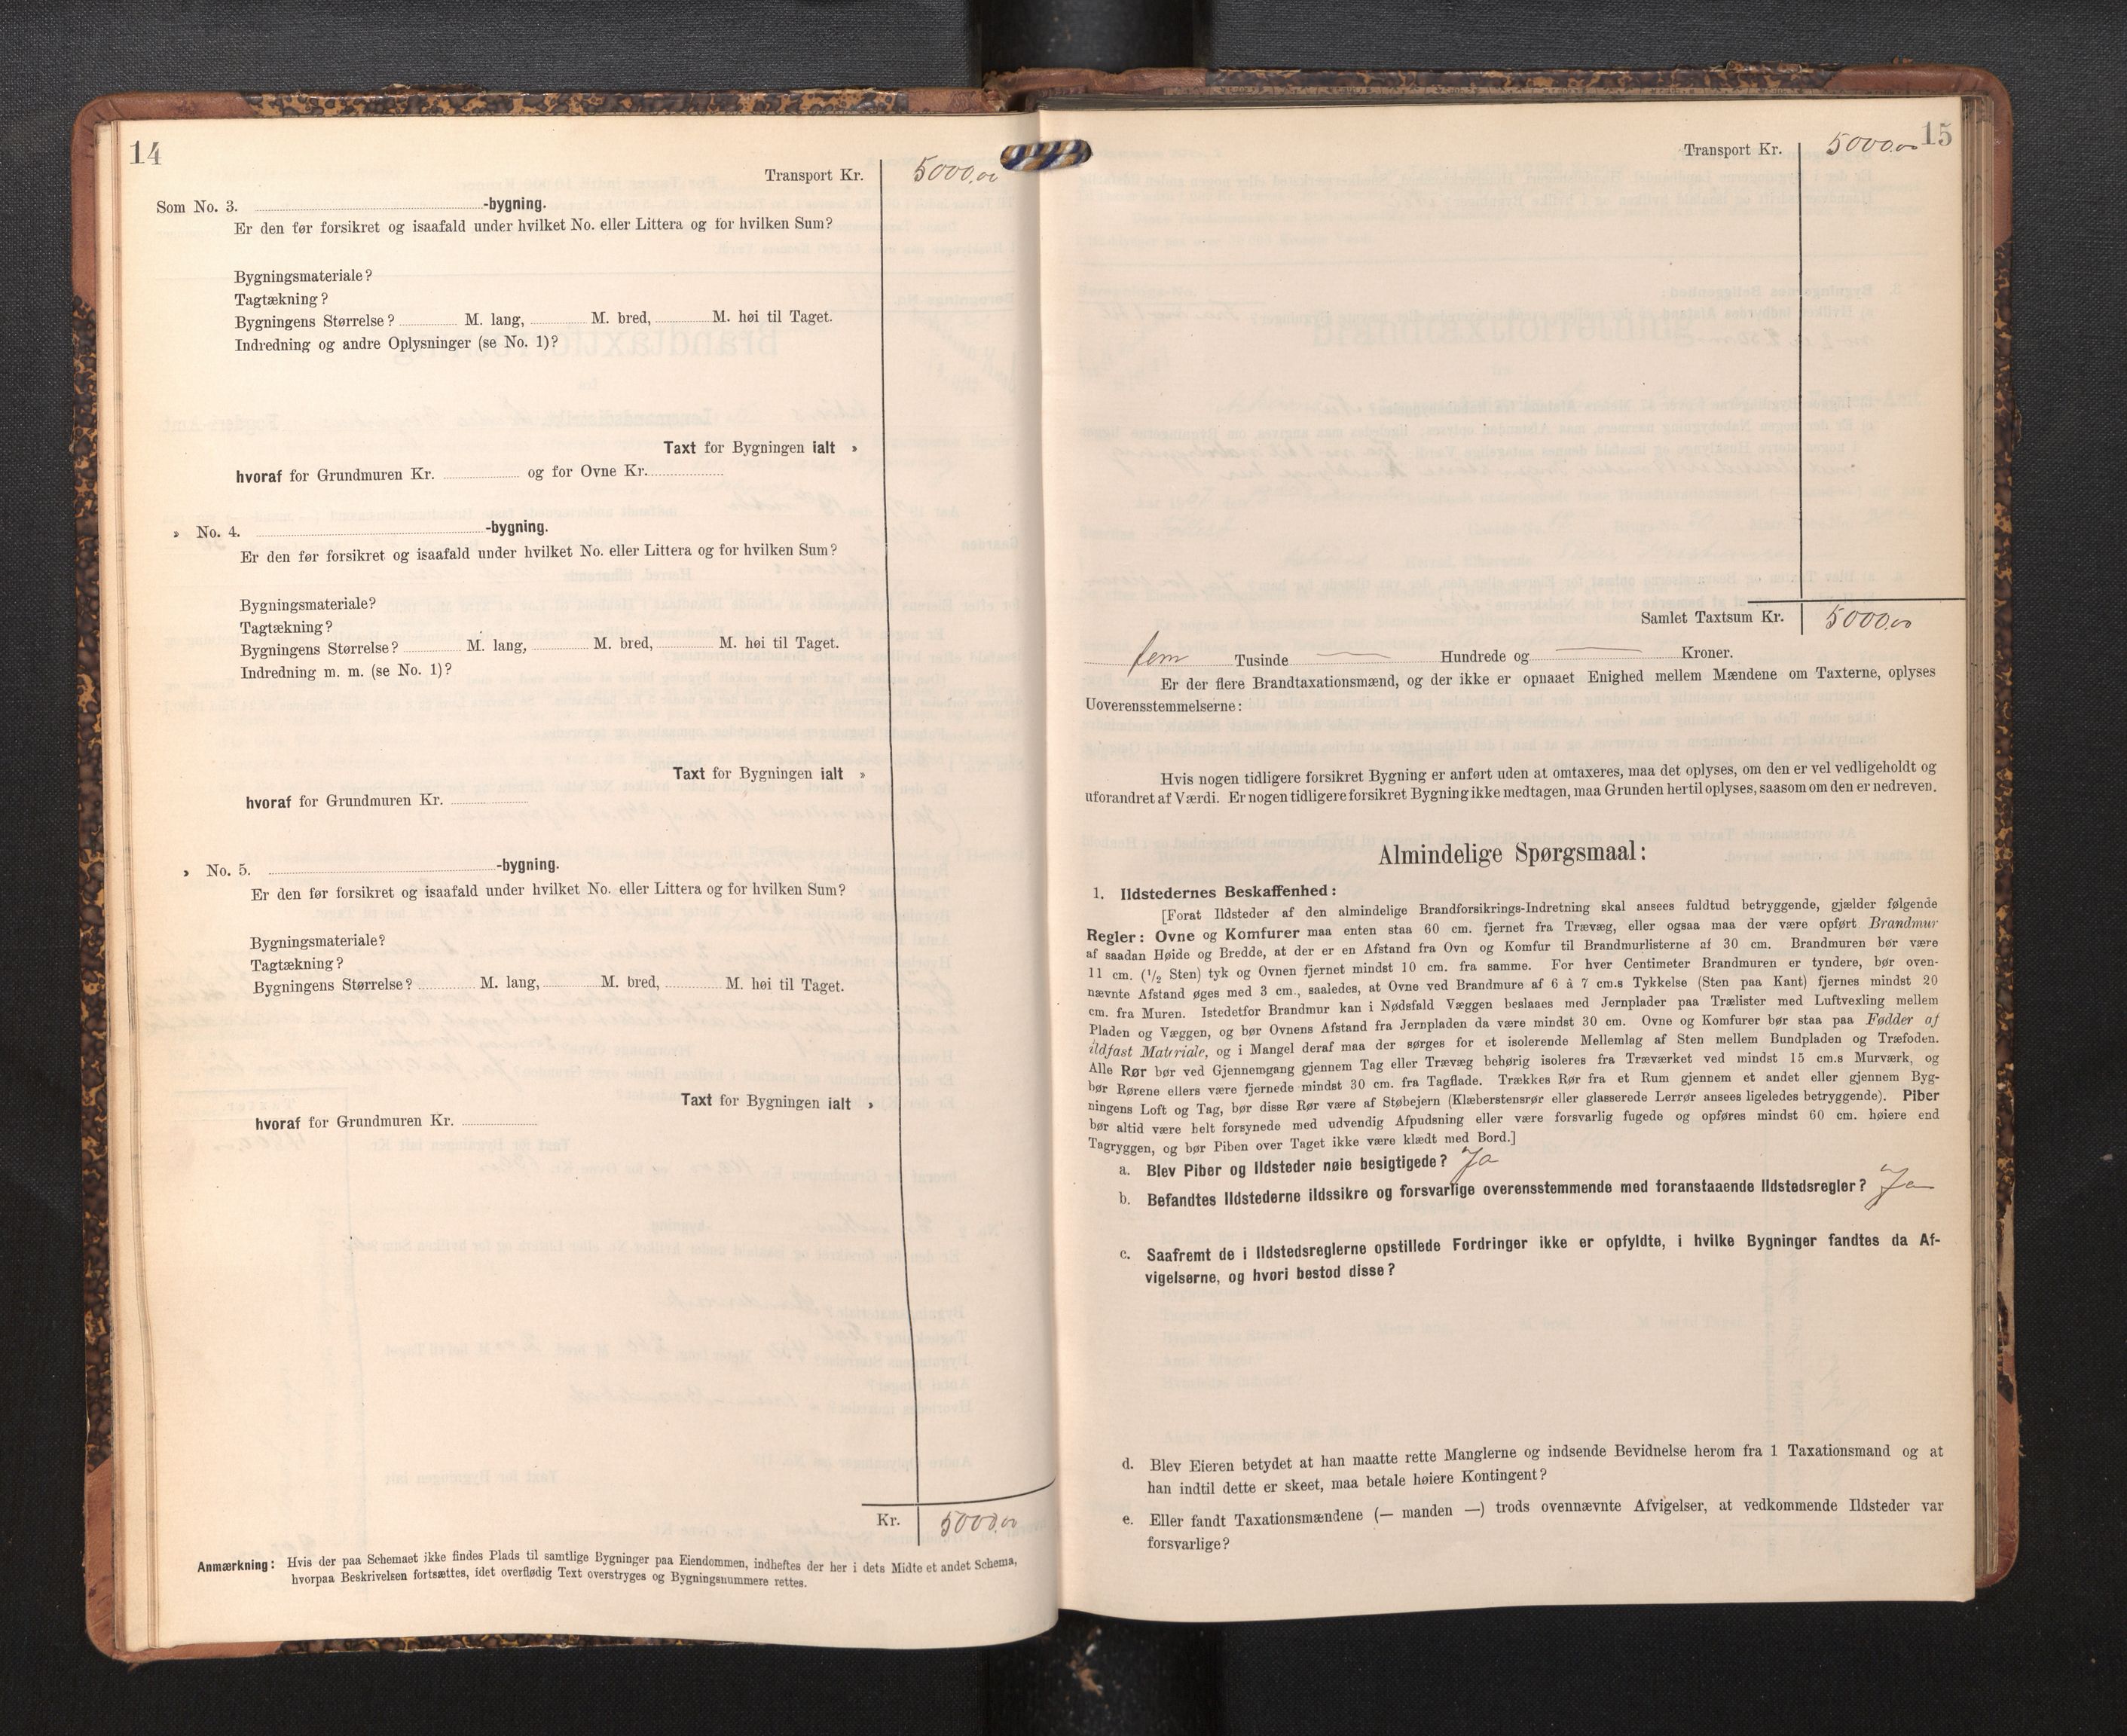 14
Transport Kr. 5000,00
Som No. 3. -bygning.
Er den før forsikret og isaafald under hvilket No. eller Littera og for hvilken Sum?
Bygningsmateriale?
Tagtækning?
Bygningens Størrelse? M. lang, M. bred, M. høi til Taget.
Indredning og andre Oplysninger (se No. 1)?
Taxt for Bygningen ialt »
hvoraf for Grundmuren Kr. og for Ovne Kr.
» No. 4. -bygning.
Er den før forsikret og isaafald under hvilket No. eller Littera og for hvilken Sum?
Bygningsmateriale?
Tagtækning?
Bygningens Størrelse? M. lang, M. bred, M. høi til Taget.
Indredning m. m. (se No. 1)?
Taxt for Bygningen ialt »
hvoraf for Grundmuren Kr.
» No. 5. -bygning.
Er den før forsikret og isaafald under hvilket No. eller Littera og for hvilken Sum?
Bygningsmateriale?
Tagtækning?
Bygningens Størrelse? M. lang, M. bred, M. høi til Taget.
Taxt for Bygningen ialt »
hvoraf for Grundmuren Kr.
Kr. 5000,00
Anmærkning: Hvis der paa Schemaet ikke findes Plads til samtlige Bygninger paa Eiendommen, indheftes der her i dets Midte et andet Schema,
hvorpaa Beskrivelsen fortsættes, idet overflødig Text overstryges og Bygningsnummere rettes.
15
Transport Kr. 5000,00
Samlet Taxtsum Kr. 5000,00
fem Tusinde — Hundrede og — Kroner.
Er der flere Brandtaxationsmænd, og der ikke er opnaaet Enighed mellem Mændene om Taxterne, oplyses
Uoverensstemmelserne:
Hvis nogen tidligere forsikret Bygning er anført uden at omtaxeres, maa det oplyses, om den er vel vedligeholdt og
uforandret af Værdi. Er nogen tidligere forsikret Bygning ikke medtagen, maa Grunden hertil oplyses, saasom om den er nedreven.
Almindelige Spørgsmaal:
1. Ildstedernes Beskaffenhed:
[Forat Ildsteder af den almindelige Brandforsikrings-Indretning skal ansees fuldtud betryggende, gjælder følgende
Regler: Ovne og Komfurer maa enten staa 60 cm. fjernet fra Trævæg, eller ogsaa maa der være opført Brandmur
af saadan Høide og Bredde, at der er en Afstand fra Ovn og Komfur til Brandmurlisterne af 30 cm. Brandmuren bør være
11 cm. (1/2 Sten) tyk og Ovnen fjernet mindst 10 cm. fra samme. For hver Centimeter Brandmuren er tyndere, bør oven-
nævnte Afstand øges med 3 cm., saaledes, at Ovne ved Brandmure af 6 à 7 cm.s Tykkelse (Sten paa Kant) fjernes mindst 20
cm. fra Muren. Istedetfor Brandmur kan i Nødsfald Væggen beslaaes med Jernplader paa Trælister med Luftvexling mellem
Pladen og Væggen, og bør Ovnens Afstand fra Jernpladen da være mindst 30 cm. Ovne og Komfurer bør staa paa Fødder af
ildfast Materiale, og i Mangel deraf maa der sørges for et isolerende Mellemlag af Sten mellem Bundpladen og Træfoden.
Alle Rør bør ved Gjennemgang gjennem Tag eller Trævæg behørig isoleres fra Træværket ved mindst 15 cm.s Murværk, og
bør Rørene ellers være fjernede mindst 30 cm. fra Tagflade. Trækkes Rør fra et Rum gjennem et andet eller gjennem Byg-
ningens Loft og Tag, bør disse Rør være af Støbejern (Klæberstensrør eller glasserede Lerrør ansees ligeledes betryggende). Piber
bør altid være helt forsynede med udvendig Afpudsning eller være forsvarlig fugede og opføres mindst 60 cm. høiere end
Tagryggen, og bør Piben over Taget ikke være klædt med Bord.]
a. Blev Piber og Ildsteder nøie besigtigede? Ja
b. Befandtes Ildstederne ildssikre og forsvarlige overensstemmende med foranstaaende Ildstedsregler? Ja
c. Saafremt de i Ildstedsreglerne opstillede Fordringer ikke er opfyldte, i hvilke Bygninger fandtes da Af-
vigelserne, og hvori bestod disse?
d. Blev Eieren betydet at han maatte rette Manglerne og indsende Bevidnelse herom fra 1 Taxationsmand og at
han indtil dette er skeet, maa betale høiere Kontingent?
e. Eller fandt Taxationsmændene (— manden —) trods ovennævnte Afvigelser, at vedkommende Ildsteder var
forsvarlige?